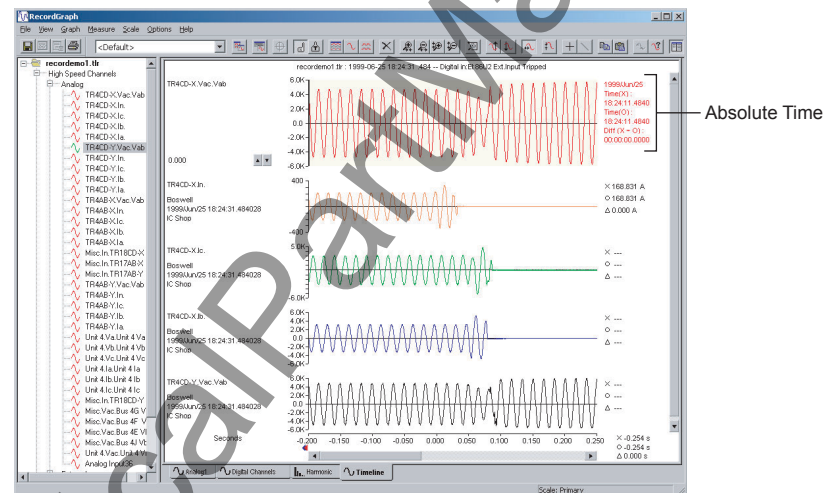 RecordGraph
File View Graph Measure Scale Options Help
<Default>
recordemo1.tlr
High Speed Channels
Analog
TR4CD-X.Vac.Vab
TR4CD-X.In.
TR4CD-X.Ic.
TR4CD-X.Ib.
TR4CD-X.Ia.
TR4CD-Y.Vac.Vab
TR4CD-Y.In.
TR4CD-Y.Ic.
TR4CD-Y.Ib.
TR4CD-Y.Ia.
TR4AB-X.Vac.Vab
TR4AB-X.In.
TR4AB-X.Ic.
TR4AB-X.Ib.
TR4AB-X.Ia.
Misc.In.TR18CD-X
Misc.In.TR17AB-X
Misc.In.TR17AB-Y
TR4AB-Y.Vac.Vab
TR4AB-Y.In.
TR4AB-Y.Ic.
TR4AB-Y.Ib.
TR4AB-Y.Ia.
Unit 4.Va.Unit 4 Va
Unit 4.Vb.Unit 4 Vb
Unit 4.Vc.Unit 4 Vc
Unit 4.Ia.Unit 4 Ia
Unit 4.Ib.Unit 4 Ib
Unit 4.Ic.Unit 4 Ic
Misc.In.TR18CD-Y
Misc.Vac.Bus 4G V
Misc.Vac.Bus 4F V
Misc.Vac.Bus 4E Vl
Misc.Vac.Bus 4J Vt
Unit 4.Vac.Unit 4 V
Analog Input36
recordemo1.tlr : 1999-06-25 18:24:31.484 -- Digital in:E186U2 Ext.Input Tripped
TR4CD-X.Vac.Vab
0.000
6.0K
4.0K
2.0K
0.0
-2.0K
-4.0K
-6.0K
1999/Jun/25
Time(X) :
18:24:11.4840
Time(O) :
18:24:11.4840
Diff (X - O) :
00:00:00.0000
Absolute Time
TR4CD-X.In.
Boswell
1999/Jun/25 18:24:31.484028
IC Shop
400
-400
X 168.831 A
O 168.831 A
Δ 0.000 A
TR4CD-X.Ic.
Boswell
1999/Jun/25 18:24:31.484028
IC Shop
-6.0K
X ---
O ---
Δ ---
TR4CD-X.Ib.
Boswell
1999/Jun/25 18:24:31.484028
IC Shop
6.0K
4.0K
2.0K
0.0
-2.0K
-4.0K
-6.0K
X ---
O ---
Δ ---
TR4CD-Y.Vac.Vab
Boswell
1999/Jun/25 18:24:31.484028
IC Shop
6.0K
4.0K
2.0K
0.0
-2.0K
-4.0K
-6.0K
X ---
O ---
Δ ---
Seconds
-0.200 -0.150 -0.100 -0.050 0.000 0.050 0.100 0.150 0.200 0.250
X -0.254 s
O -0.254 s
Δ 0.000 s
Analog1 Digital Channels Harmonic Timeline
Scale: Primary